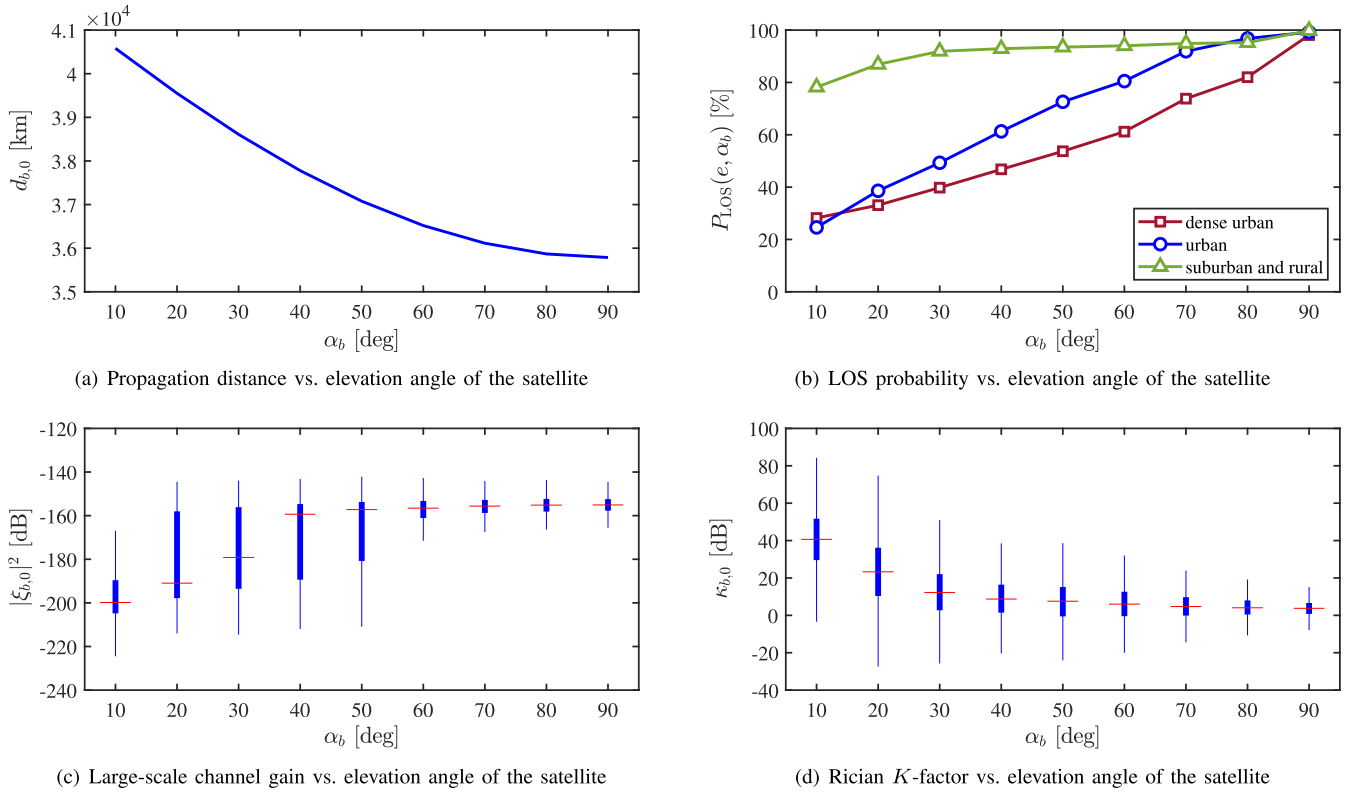 ×10⁴
4.1
41
3.9
3.8
3.7
3.6
3.5
d_{b,0} [km]
10 20 30 40 50 60 70 80 90
α_b [deg]
(a) Propagation distance vs. elevation angle of the satellite
100
80
60
40
20
0
P_{LOS}(e, α_b) [%]
dense urban
urban
suburban and rural
10 20 30 40 50 60 70 80 90
α_b [deg]
(b) LOS probability vs. elevation angle of the satellite
-120
-140
-160
-180
-200
-220
-240
|ξ_{b,0}|² [dB]
10 20 30 40 50 60 70 80 90
α_b [deg]
(c) Large-scale channel gain vs. elevation angle of the satellite
100
80
60
40
20
0
-20
-40
κ_{b,0} [dB]
10 20 30 40 50 60 70 80 90
α_b [deg]
(d) Rician K-factor vs. elevation angle of the satellite